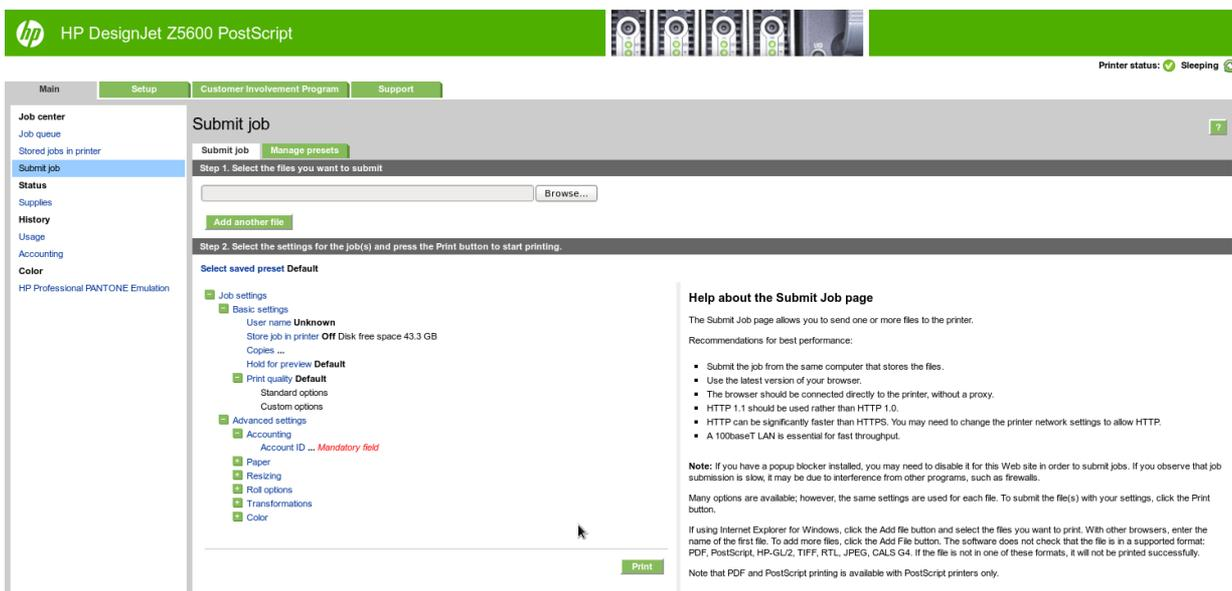 hp HP DesignJet Z5600 PostScript
Printer status: Sleeping
Main Setup Customer Involvement Program Support
Job center
Job queue
Stored jobs in printer
Submit job
Status
Supplies
History
Usage
Accounting
Color
HP Professional PANTONE Emulation
Submit job
?
Submit job Manage presets
Step 1. Select the files you want to submit
Browse...
Add another file
Step 2. Select the settings for the job(s) and press the Print button to start printing.
Select saved preset Default
Job settings
Basic settings
User name Unknown
Store job in printer Off Disk free space 43.3 GB
Copies ...
Hold for preview Default
Print quality Default
Standard options
Custom options
Advanced settings
Accounting
Account ID ... Mandatory field
Paper
Resizing
Roll options
Transformations
Color
Print
Help about the Submit Job page
The Submit Job page allows you to send one or more files to the printer.
Recommendations for best performance:
Submit the job from the same computer that stores the files.
Use the latest version of your browser.
The browser should be connected directly to the printer, without a proxy.
HTTP 1.1 should be used rather than HTTP 1.0.
HTTP can be significantly faster than HTTPS. You may need to change the printer network settings to allow HTTP.
A 100baseT LAN is essential for fast throughput.
Note: If you have a popup blocker installed, you may need to disable it for this Web site in order to submit jobs. If you observe that job
submission is slow, it may be due to interference from other programs, such as firewalls.
Many options are available; however, the same settings are used for each file. To submit the file(s) with your settings, click the Print
button.
If using Internet Explorer for Windows, click the Add file button and select the files you want to print. With other browsers, enter the
name of the first file. To add more files, click the Add File button. The software does not check that the file is in a supported format:
PDF, PostScript, HP-GL/2, TIFF, RTL, JPEG, CALS G4. If the file is not in one of these formats, it will not be printed successfully.
Note that PDF and PostScript printing is available with PostScript printers only.